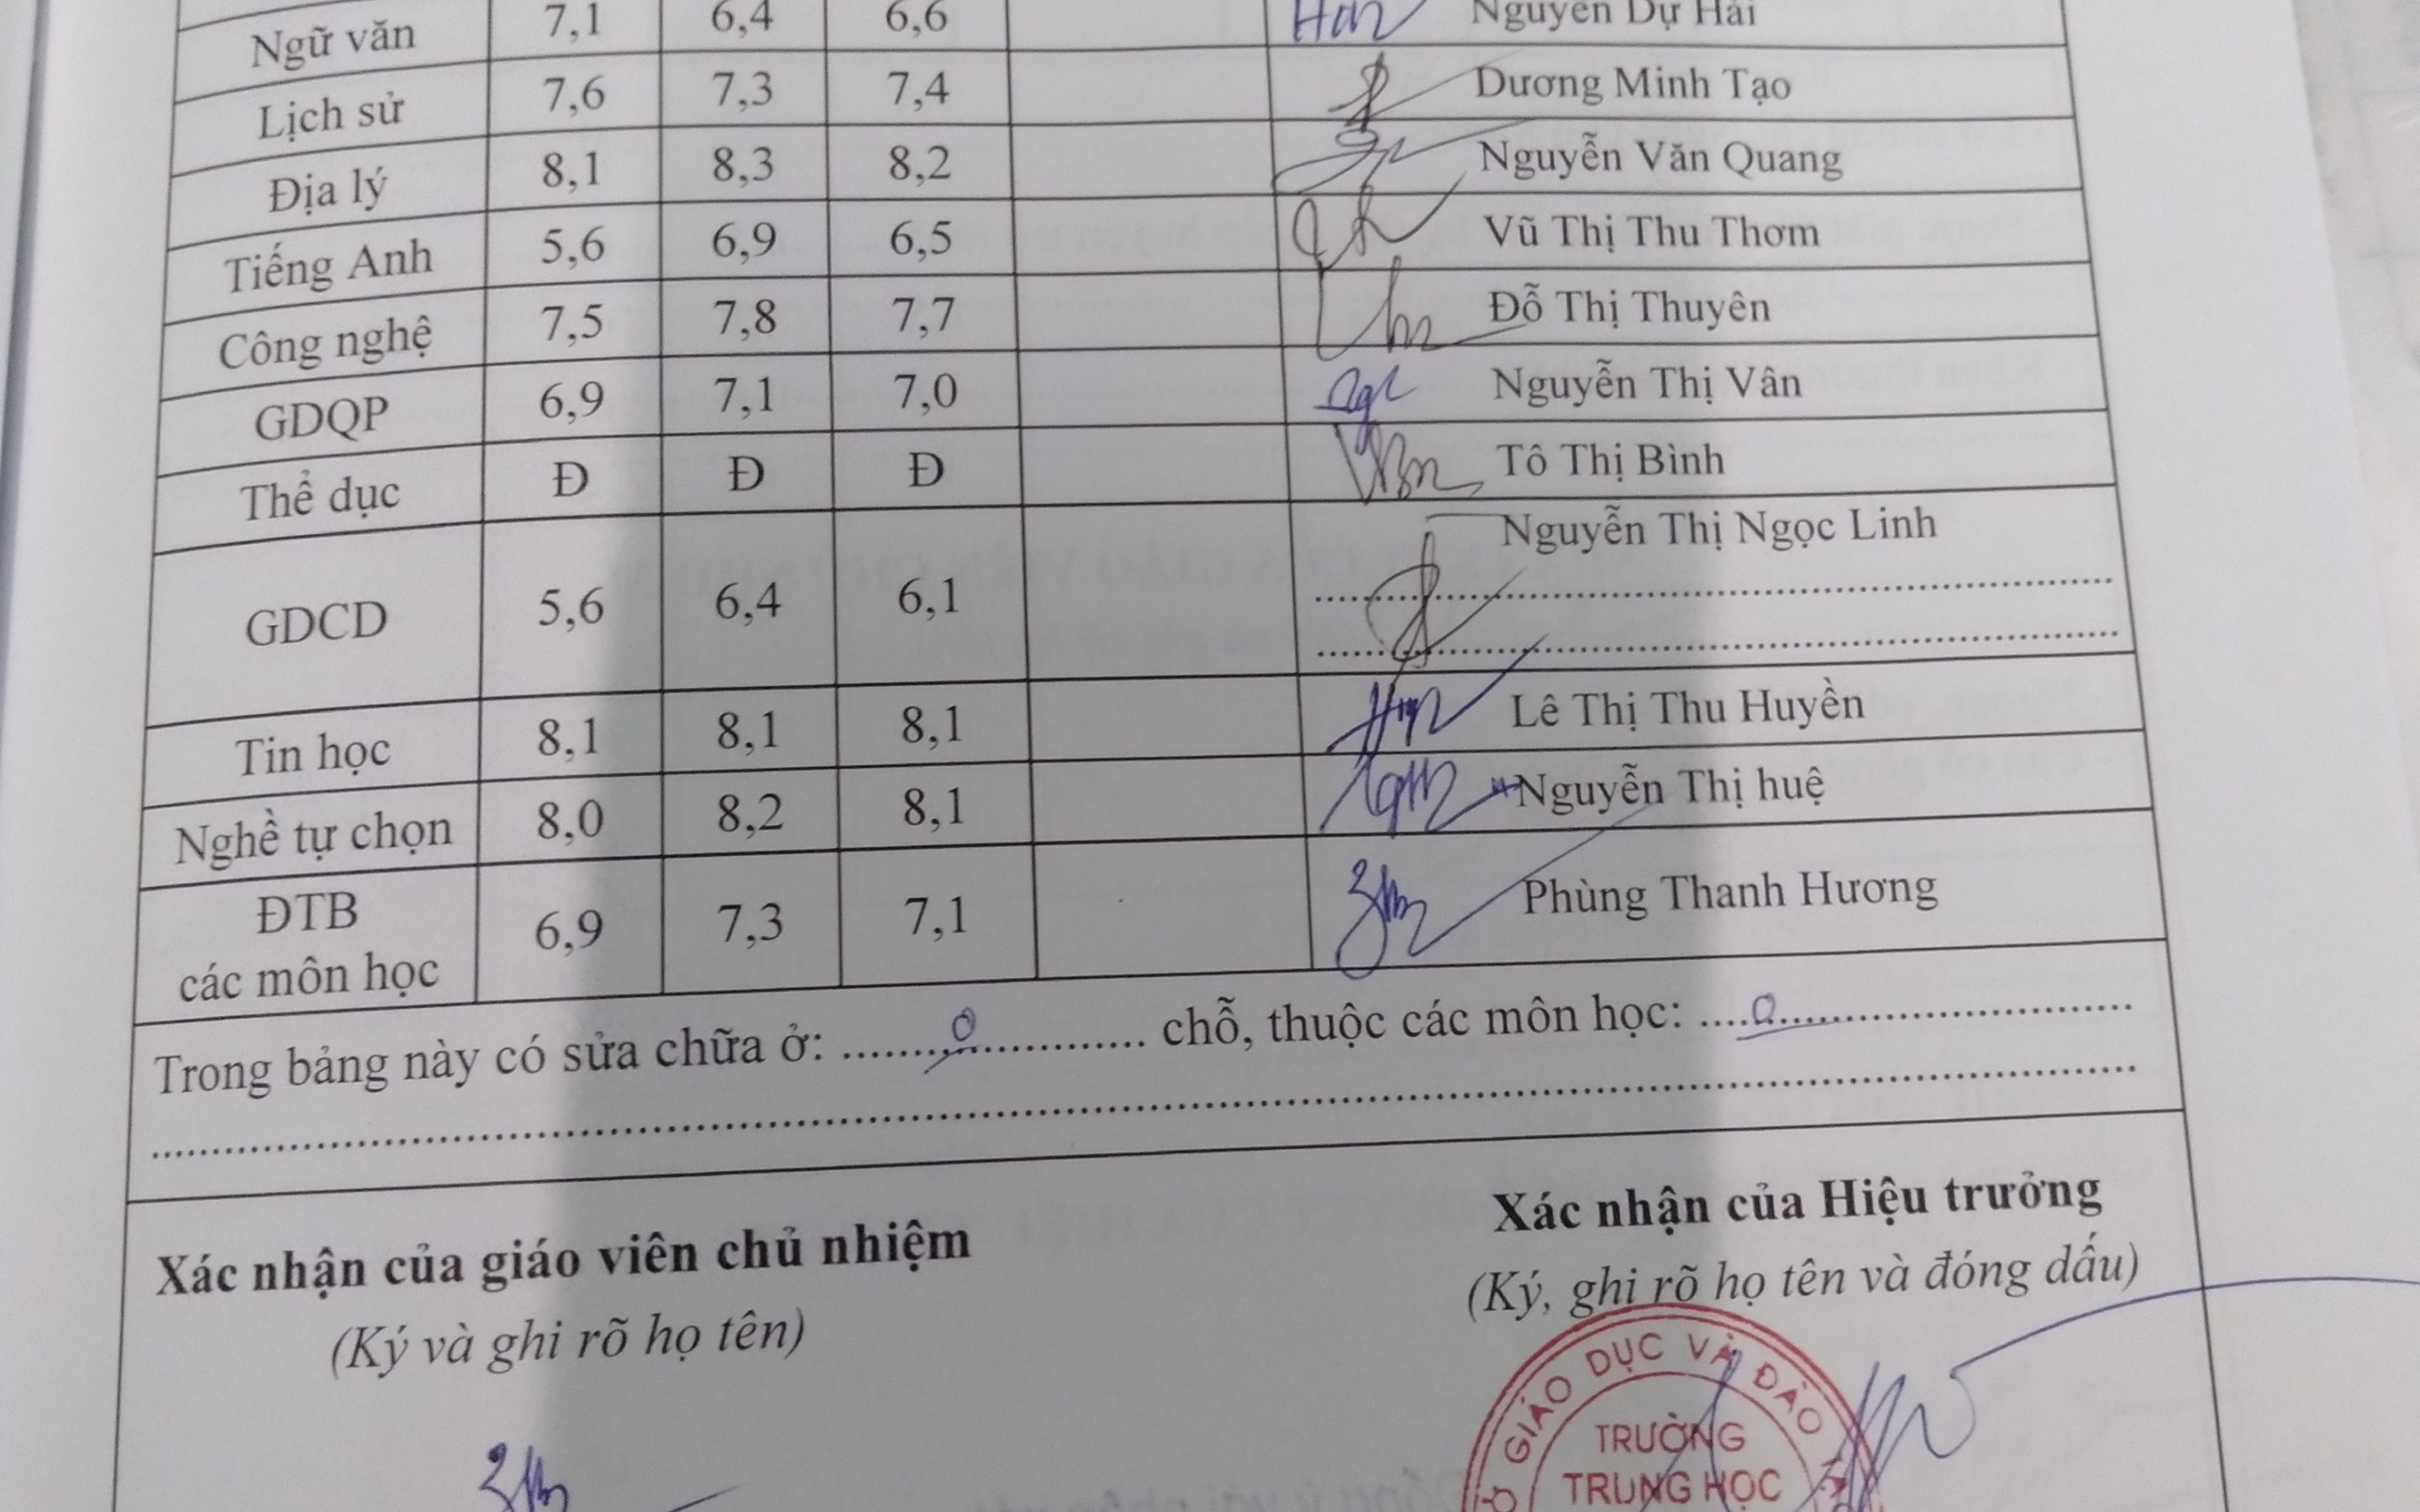 Ngữ văn 7,1 6,4 6,6 Nguyễn Dự Hải
Lịch sử 7,6 7,3 7,4 Dương Minh Tạo
Địa lý 8,1 8,3 8,2 Nguyễn Văn Quang
Tiếng Anh 5,6 6,9 6,5 Vũ Thị Thu Thơm
Công nghệ 7,5 7,8 7,7 Đỗ Thị Thuyên
GDQP 6,9 7,1 7,0 Nguyễn Thị Vân
Thể dục Đ Đ Đ Tô Thị Bình
GDCD 5,6 6,4 6,1 Nguyễn Thị Ngọc Linh
Tin học 8,1 8,1 8,1 Lê Thị Thu Huyền
Nghề tự chọn 8,0 8,2 8,1 Nguyễn Thị huệ
ĐTB
các môn học 6,9 7,3 7,1 Phùng Thanh Hương
Trong bảng này có sửa chữa ở: ......0...... chỗ, thuộc các môn học: ....0......
Xác nhận của giáo viên chủ nhiệm
(Ký và ghi rõ họ tên)
Xác nhận của Hiệu trưởng
(Ký, ghi rõ họ tên và đóng dấu)
GIÁO DỤC VÀ ĐÀO
TRƯỜNG
TRUNG HỌC